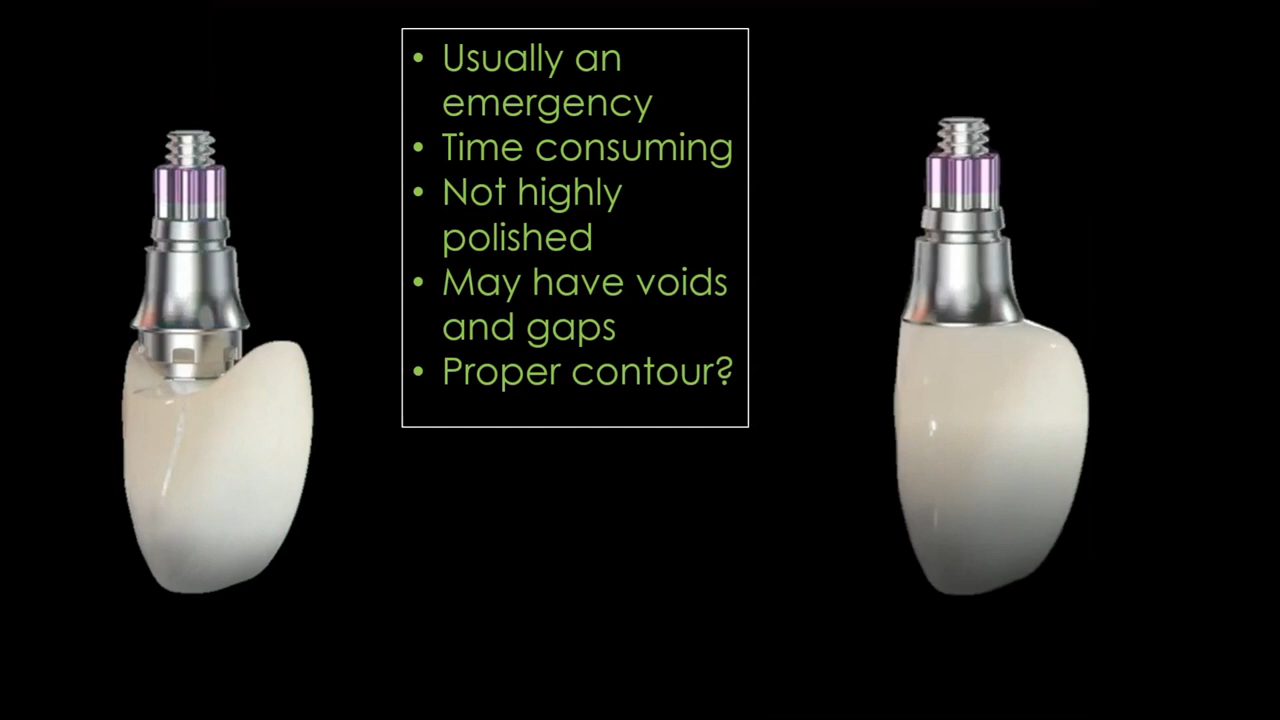 • Usually an
emergency
• Time consuming
• Not highly
polished
• May have voids
and gaps
• Proper contour?